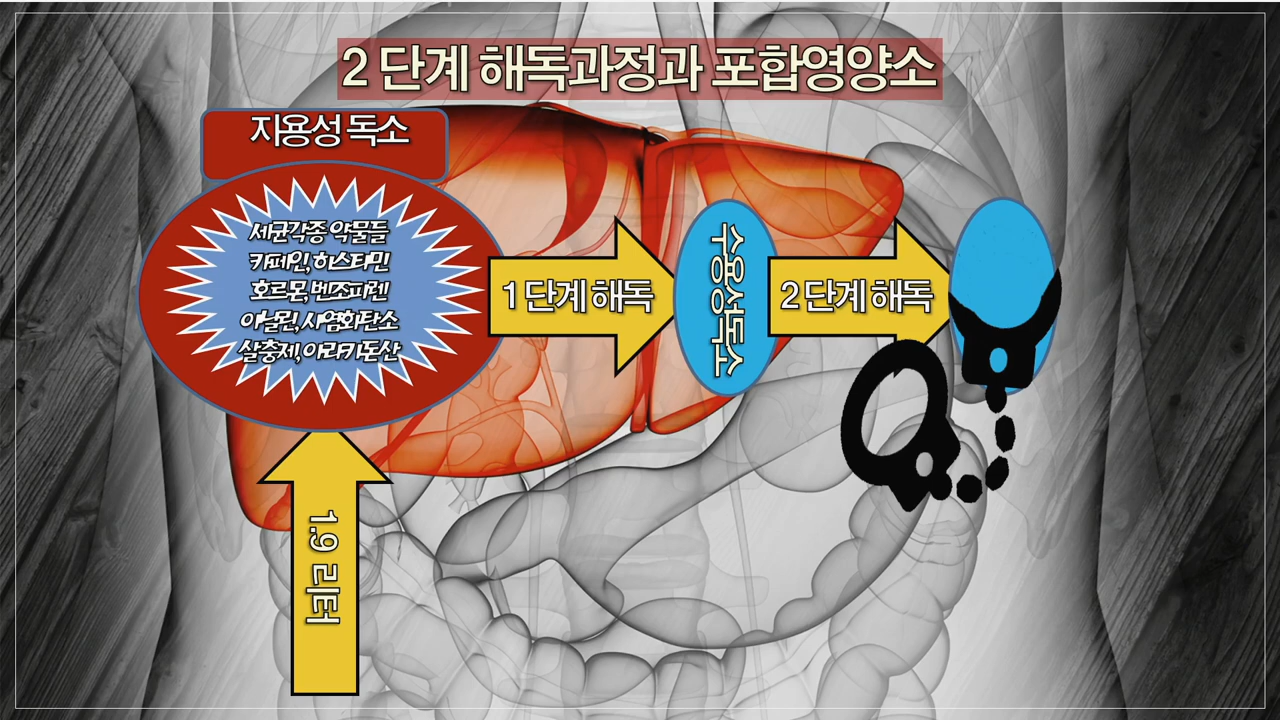 2 단계 해독과정과 포합영양소
지용성 독소
세균각종 약물들
카페인, 히스타민
호르몬, 벤조피렌
아닐린, 사염화탄소
살충제, 아라키돈산
1 단계 해독
수용성독소
2 단계 해독
1.9 리터